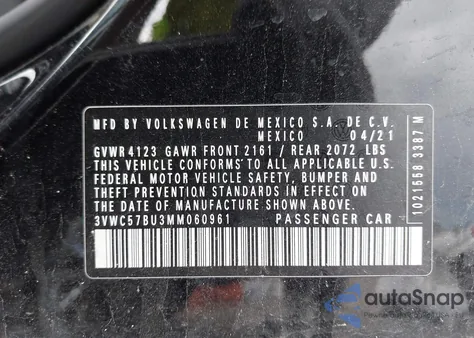 MFD BY VOLKSWAGEN DE MEXICO S.A. DE C.V.
MEXICO 04/21
GVWR 4123 GAWR FRONT 2161 / REAR 2072 LBS
THIS VEHICLE CONFORMS TO ALL APPLICABLE U.S.
FEDERAL MOTOR VEHICLE SAFETY, BUMPER AND
THEFT PREVENTION STANDARDS IN EFFECT ON
THE DATE OF MANUFACTURE SHOWN ABOVE.
3VWC57BU3MM060961 PASSENGER CAR
1021568 3387 M
autoSnap